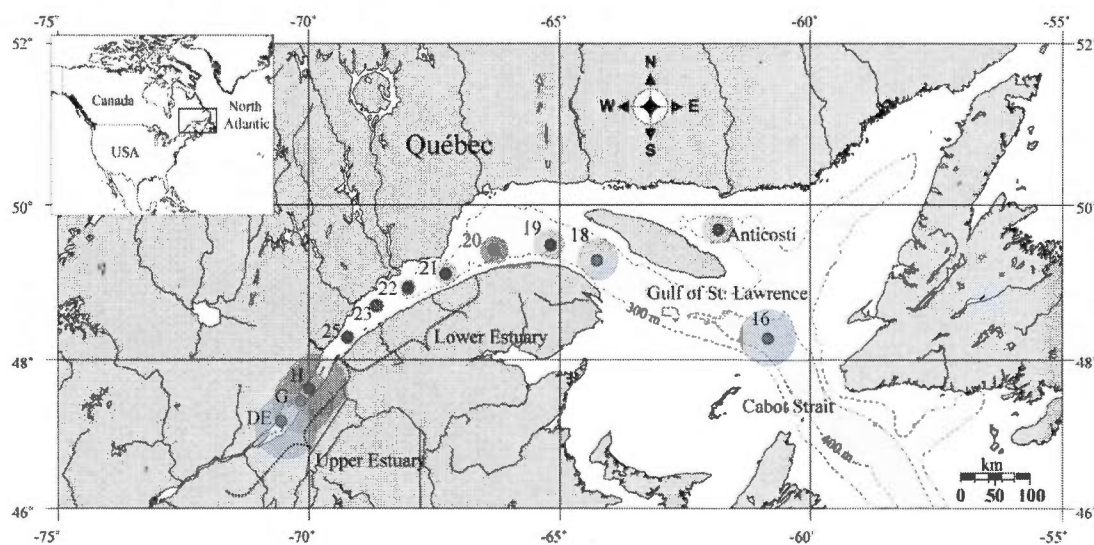 -75°
-70°
-65°
-60°
-55°
52°
52°
Canada
North
Atlantic
USA
N
W
E
S
Québec
50°
50°
19
18
20
Anticosti
21
22
Gulf of St. Lawrence
23
300 m
16
25
Lower Estuary
48°
48°
H
G
DE
Cabot Strait
400 m
Upper Estuary
km
0 50 100
46°
46°
-75°
-70°
-65°
-60°
-55°